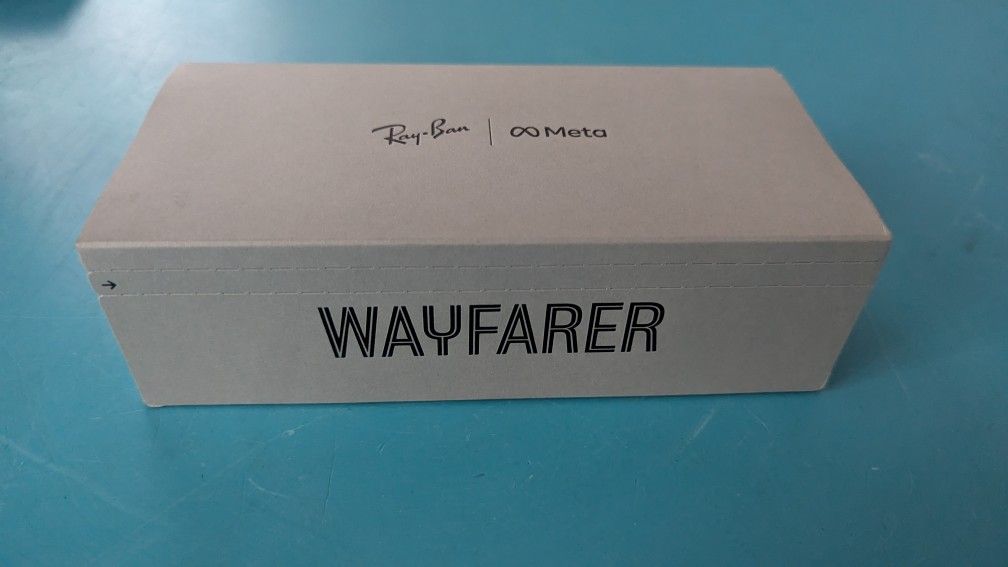 Ray-Ban | ∞ Meta
→
WAYFARER